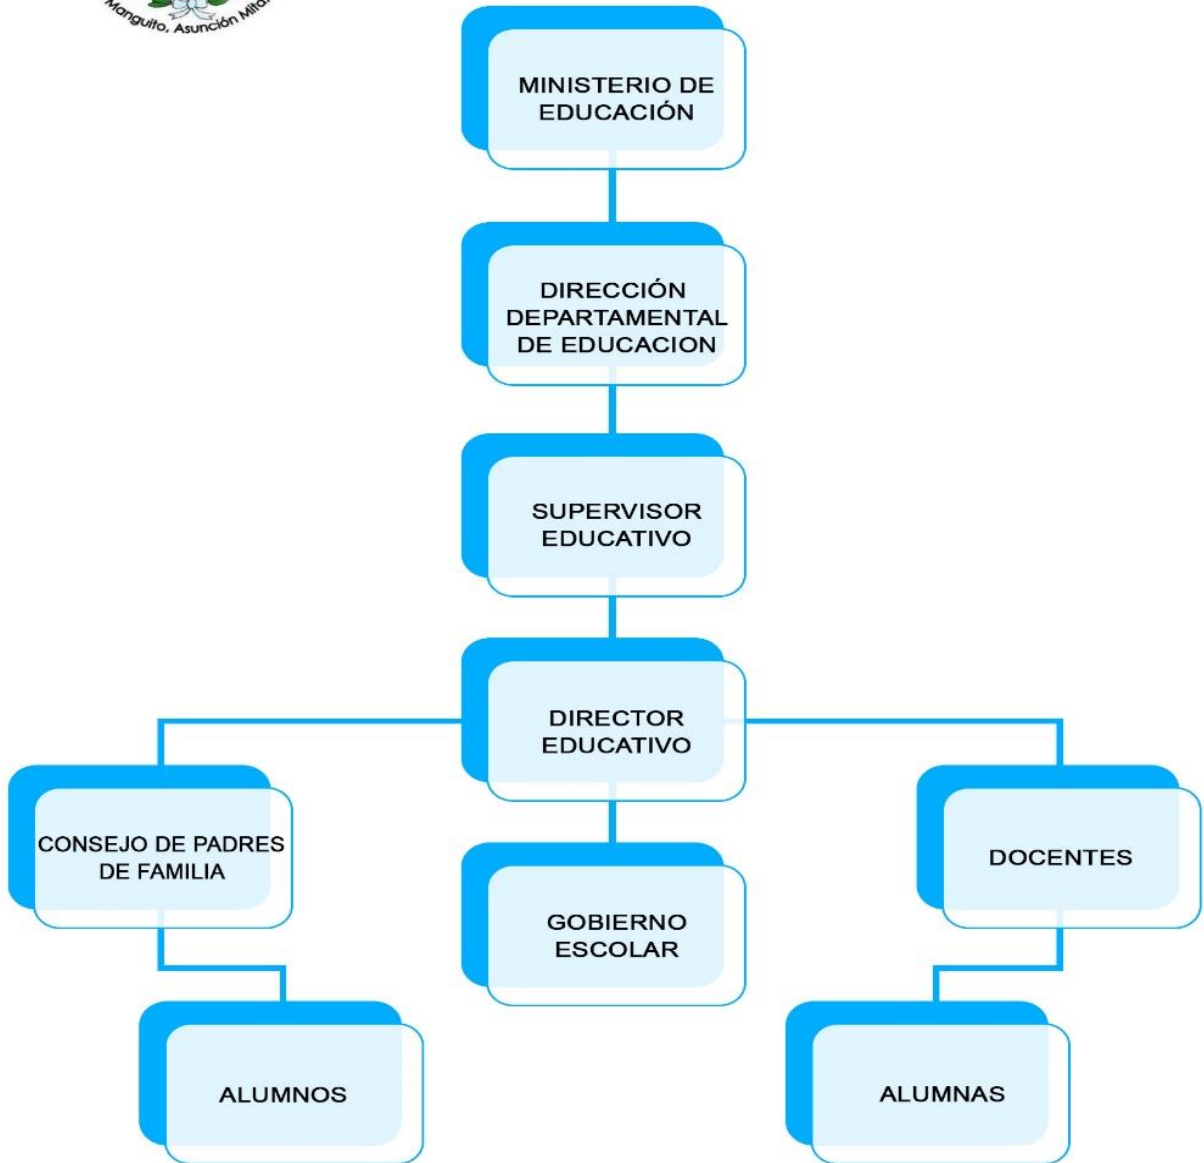 Manguito, Asunción Mita,
MINISTERIO DE
EDUCACIÓN
DIRECCIÓN
DEPARTAMENTAL
DE EDUCACION
SUPERVISOR
EDUCATIVO
DIRECTOR
EDUCATIVO
CONSEJO DE PADRES
DE FAMILIA
GOBIERNO
ESCOLAR
DOCENTES
ALUMNOS
ALUMNAS